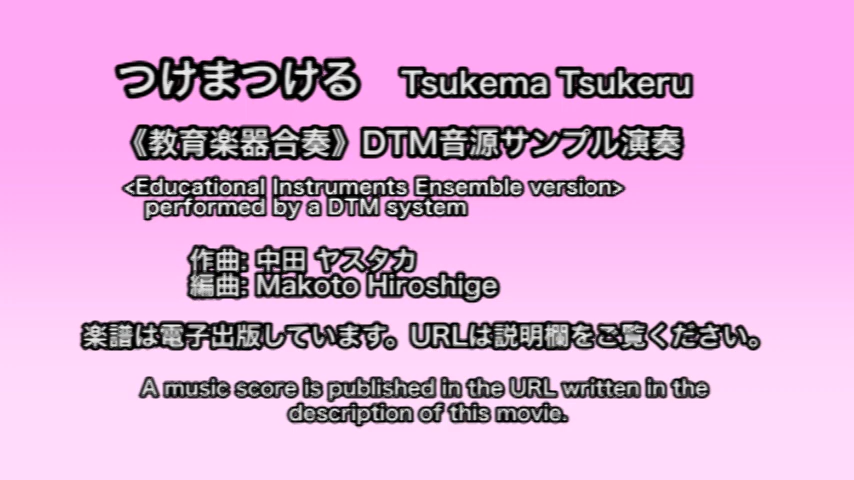 つけまつける Tsukema Tsukeru
《教育楽器合奏》DTM音源サンプル演奏
<Educational Instruments Ensemble version>
performed by a DTM system
作曲: 中田 ヤスタカ
編曲: Makoto Hiroshige
楽譜は電子出版しています。URLは説明欄をご覧ください。
A music score is published in the URL written in the
description of this movie.